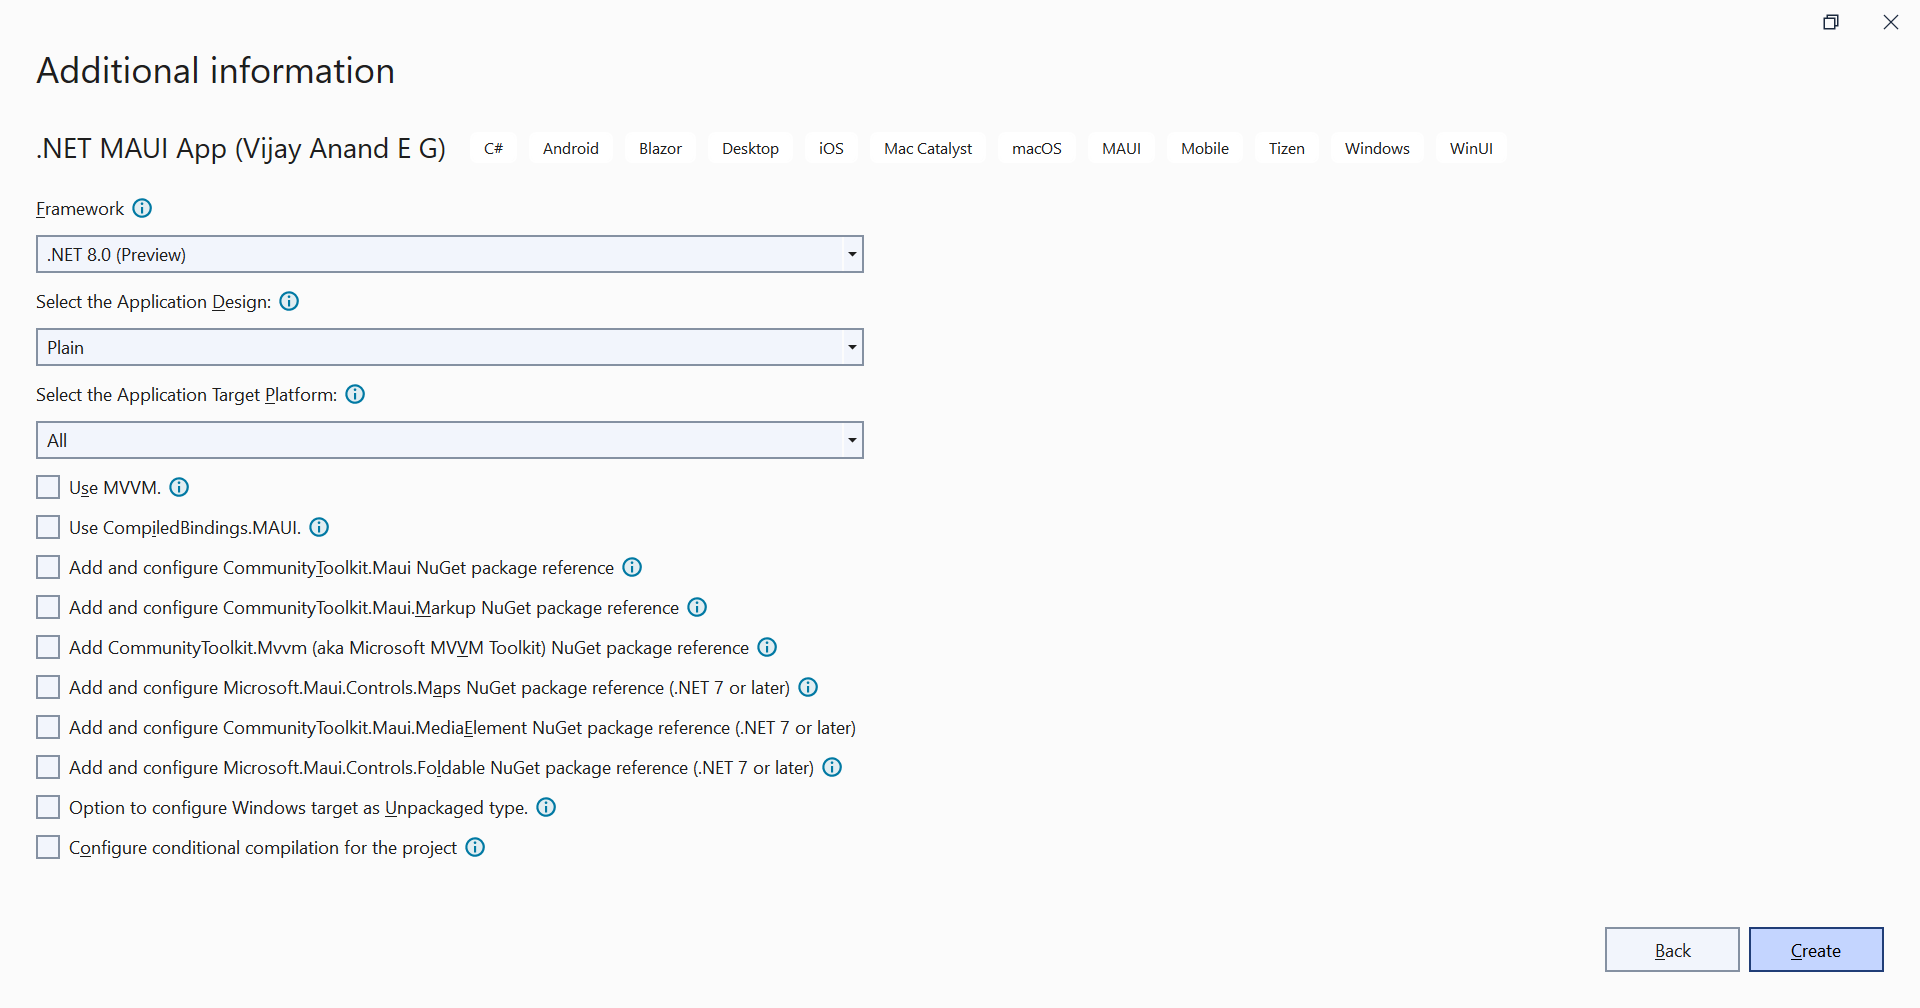 Additional information
.NET MAUI App (Vijay Anand E G) C# Android Blazor Desktop iOS Mac Catalyst macOS MAUI Mobile Tizen Windows WinUI
Framework
.NET 8.0 (Preview)
Select the Application Design:
Plain
Select the Application Target Platform:
All
Use MVVM.
Use CompiledBindings.MAUI.
Add and configure CommunityToolkit.Maui NuGet package reference
Add and configure CommunityToolkit.Maui.Markup NuGet package reference
Add CommunityToolkit.Mvvm (aka Microsoft MVVM Toolkit) NuGet package reference
Add and configure Microsoft.Maui.Controls.Maps NuGet package reference (.NET 7 or later)
Add and configure CommunityToolkit.Maui.MediaElement NuGet package reference (.NET 7 or later)
Add and configure Microsoft.Maui.Controls.Foldable NuGet package reference (.NET 7 or later)
Option to configure Windows target as Unpackaged type.
Configure conditional compilation for the project
Back Create